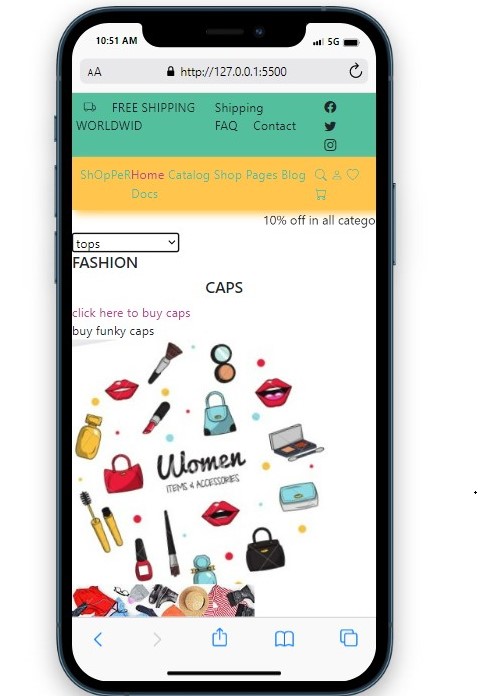 10:51 AM
5G
AA
http://127.0.0.1:5500
FREE SHIPPING
WORLDWID
Shipping
FAQ Contact
ShOpPeR Home Catalog Shop Pages Blog
Docs
10% off in all catego
tops
FASHION
CAPS
click here to buy caps
buy funky caps
Women
ITEMS & ACCESSORIES